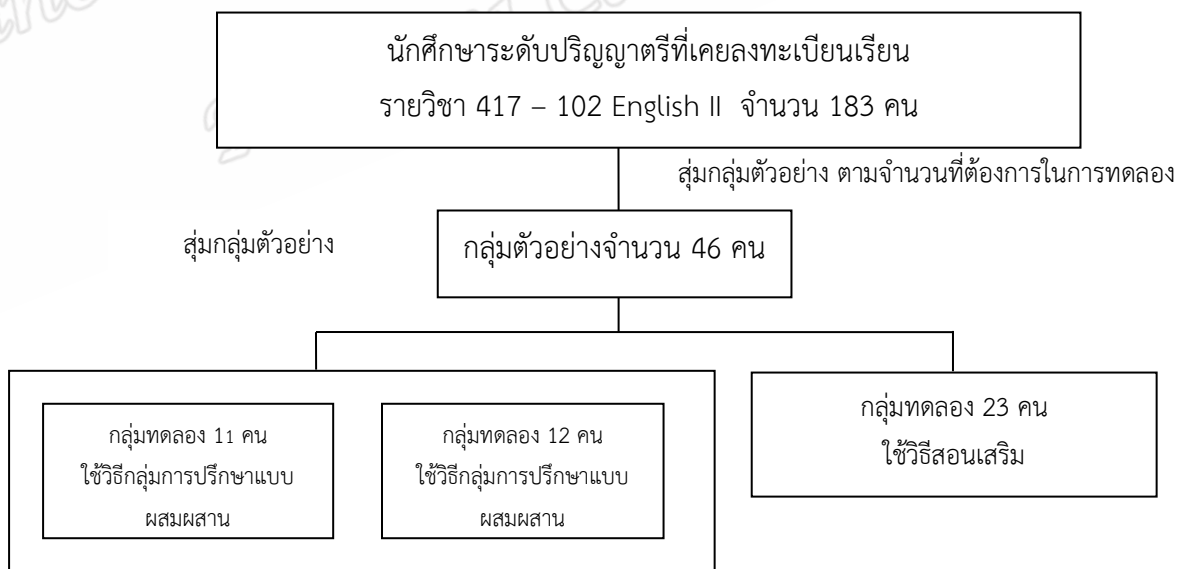 นักศึกษาระดับปริญญาตรีที่เคยลงทะเบียนเรียน
รายวิชา 417 – 102 English II จำนวน 183 คน
สุ่มกลุ่มตัวอย่าง ตามจำนวนที่ต้องการในการทดลอง
สุ่มกลุ่มตัวอย่าง
กลุ่มตัวอย่างจำนวน 46 คน
กลุ่มทดลอง 11 คน
ใช้วิธีกลุ่มการปรึกษาแบบ
ผสมผสาน
กลุ่มทดลอง 12 คน
ใช้วิธีกลุ่มการปรึกษาแบบ
ผสมผสาน
กลุ่มทดลอง 23 คน
ใช้วิธีสอนเสริม